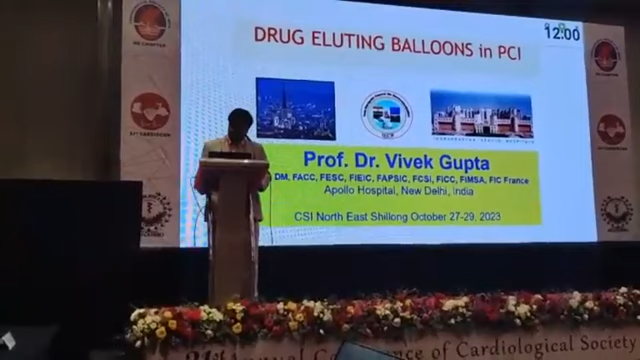 DRUG ELUTING BALLOONS in PCI
12:00
Prof. Dr. Vivek Gupta
DM, FACC, FESC, FIEIC, FAPSIC, FCSI, FICC, FIMSA, FIC France
Apollo Hospital, New Delhi, India
CSI North East Shillong October 27-29, 2023
Annual Conference of Cardiological Society